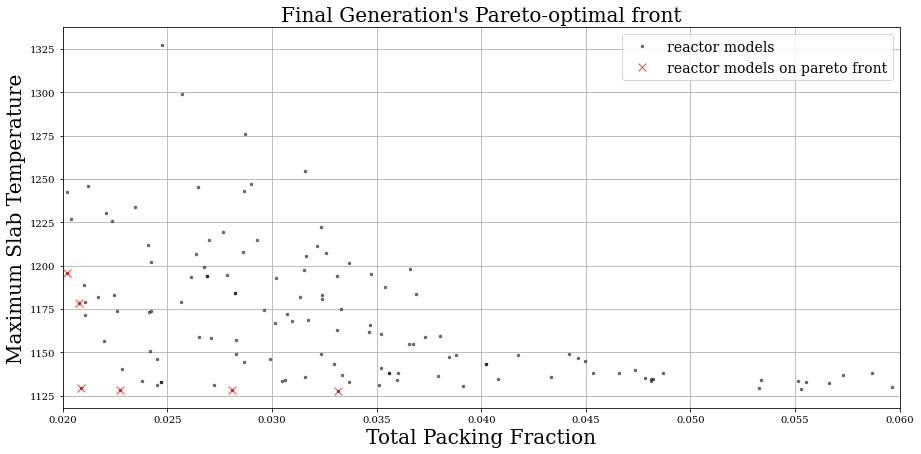 Final Generation's Pareto-optimal front
reactor models
reactor models on pareto front
Maximum Slab Temperature
1325
1300
1275
1250
1225
1200
1175
1150
1125
0.020 0.025 0.030 0.035 0.040 0.045 0.050 0.055 0.060
Total Packing Fraction